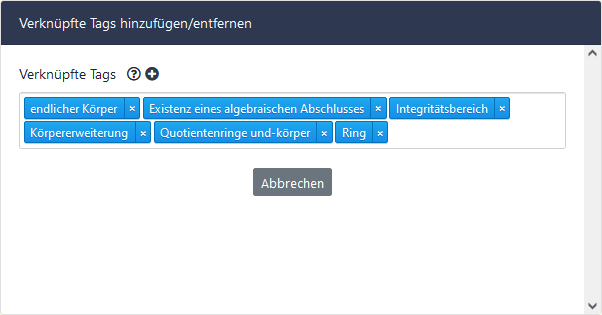 Verknüpfte Tags hinzufügen/entfernen
Verknüpfte Tags
endlicher Körper × Existenz eines algebraischen Abschlusses × Integritätsbereich ×
Körpererweiterung × Quotientenringe und-körper × Ring ×
Abbrechen